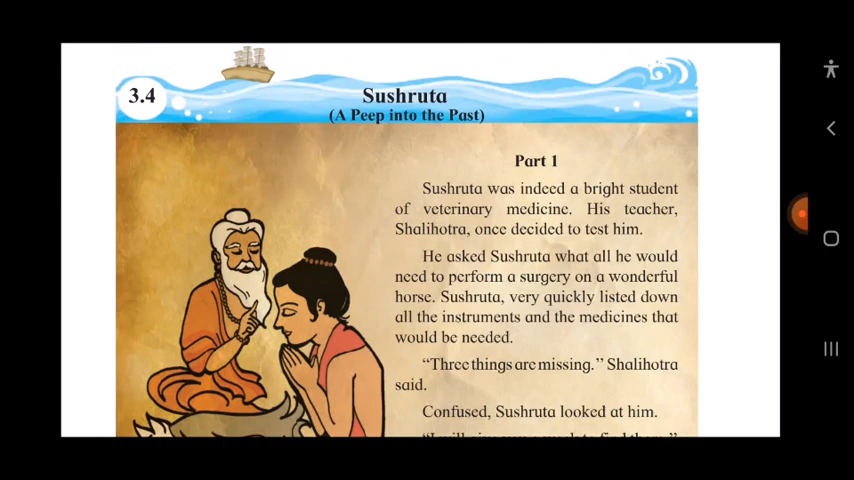 3.4
Sushruta
(A Peep into the Past)
Part 1
Sushruta was indeed a bright student
of veterinary medicine. His teacher,
Shalihotra, once decided to test him.
He asked Sushruta what all he would
need to perform a surgery on a wonderful
horse. Sushruta, very quickly listed down
all the instruments and the medicines that
would be needed.
“Three things are missing.” Shalihotra
said.
Confused, Sushruta looked at him.